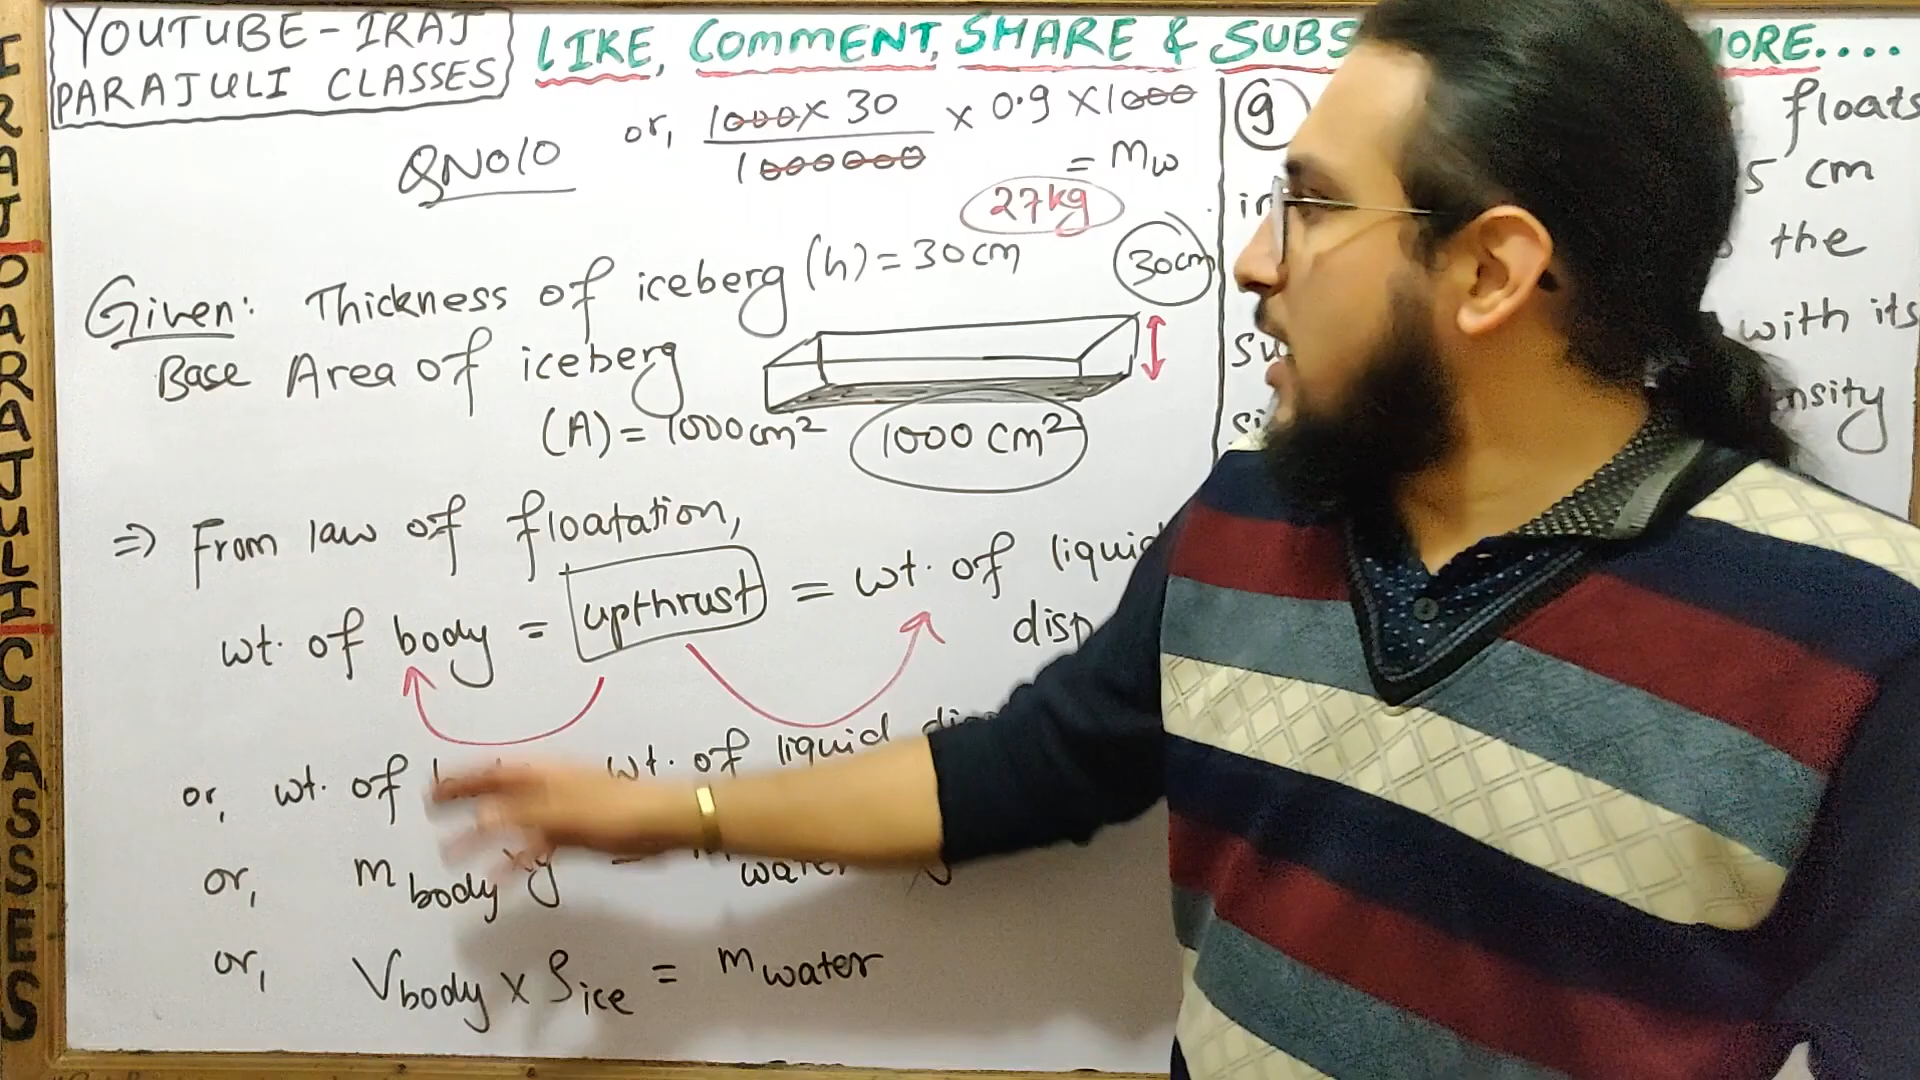 YOUTUBE - IRAJ
PARAJULI CLASSES
LIKE, COMMENT, SHARE & SUBS
MORE....
IRAJ PARAJULI CLASSES
QNO10
or, 1000 × 30 / 1000000 × 0.9 × 1000
= mw
27kg
Given: Thickness of iceberg (h) = 30cm
30cm
Base Area of iceberg
(A) = 1000cm²
1000 cm²
⇒ From law of floatation,
wt. of body = upthrust = wt. of liquid
or, wt. of wt. of liquid
or, m body × g = water
or, Vbody × ρice = mwater
9
floats
5 cm
the
with its